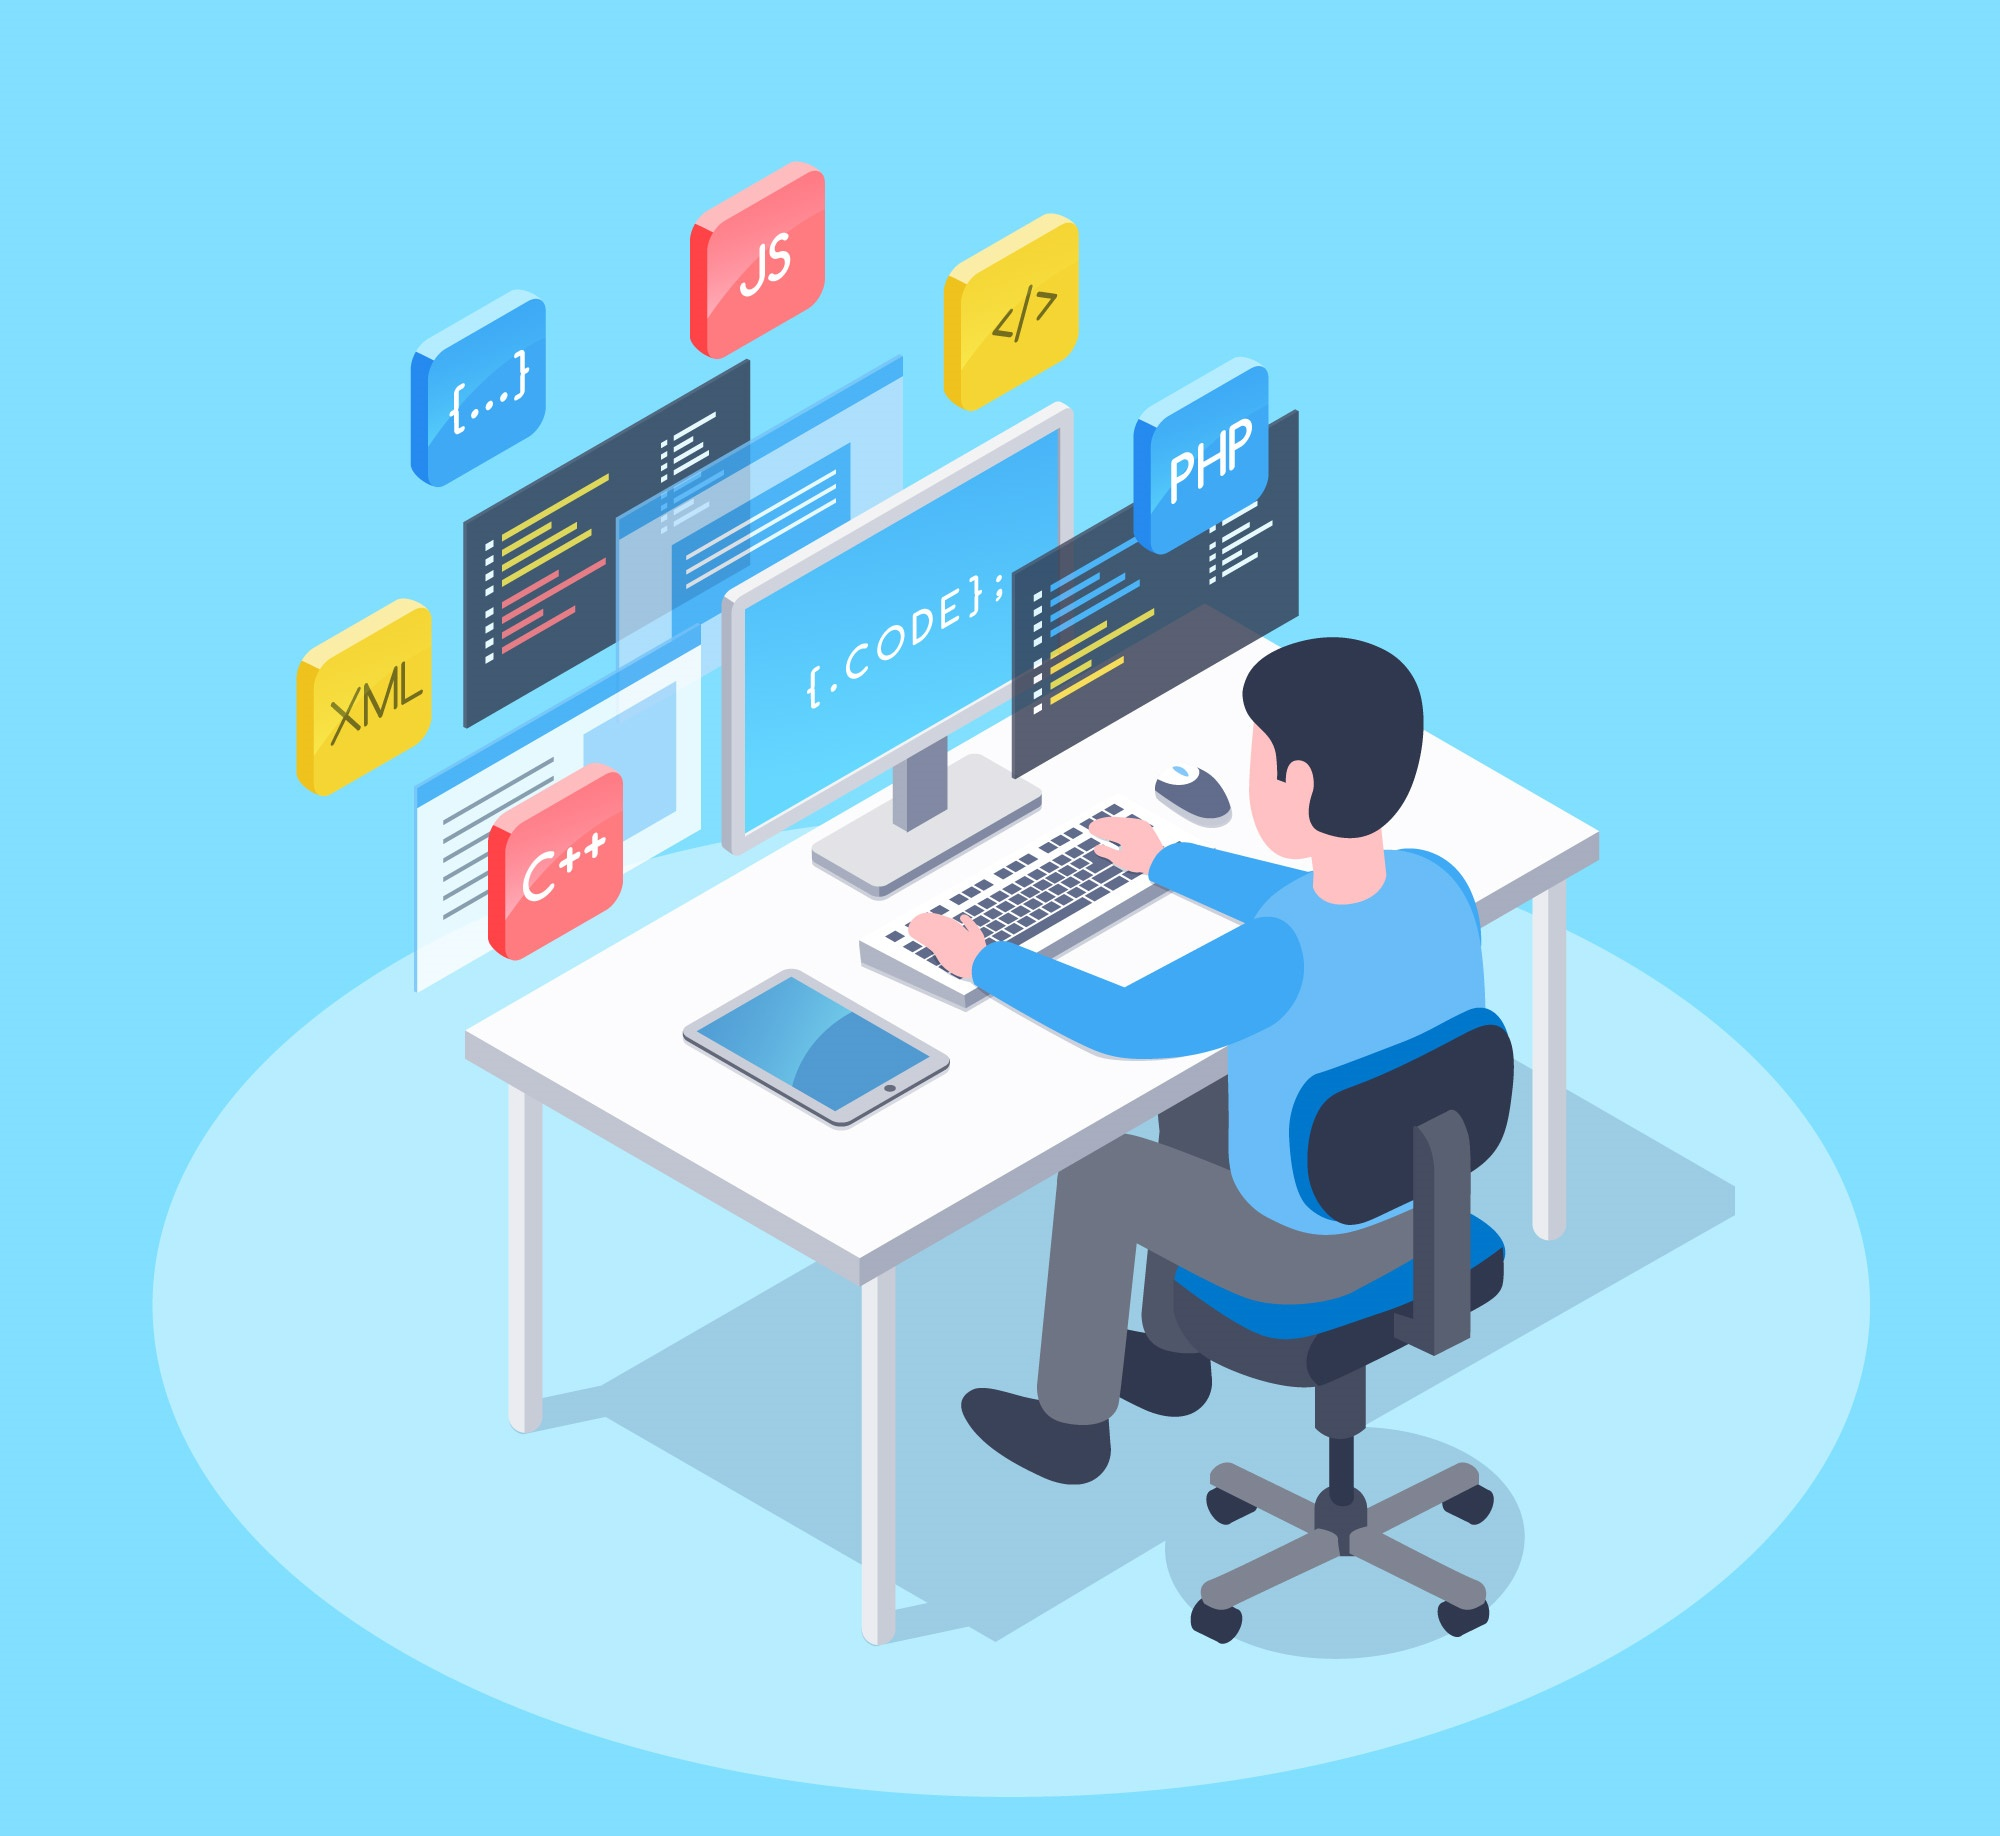 JS
</>
{....}
PHP
{.CODE};
XML
C++